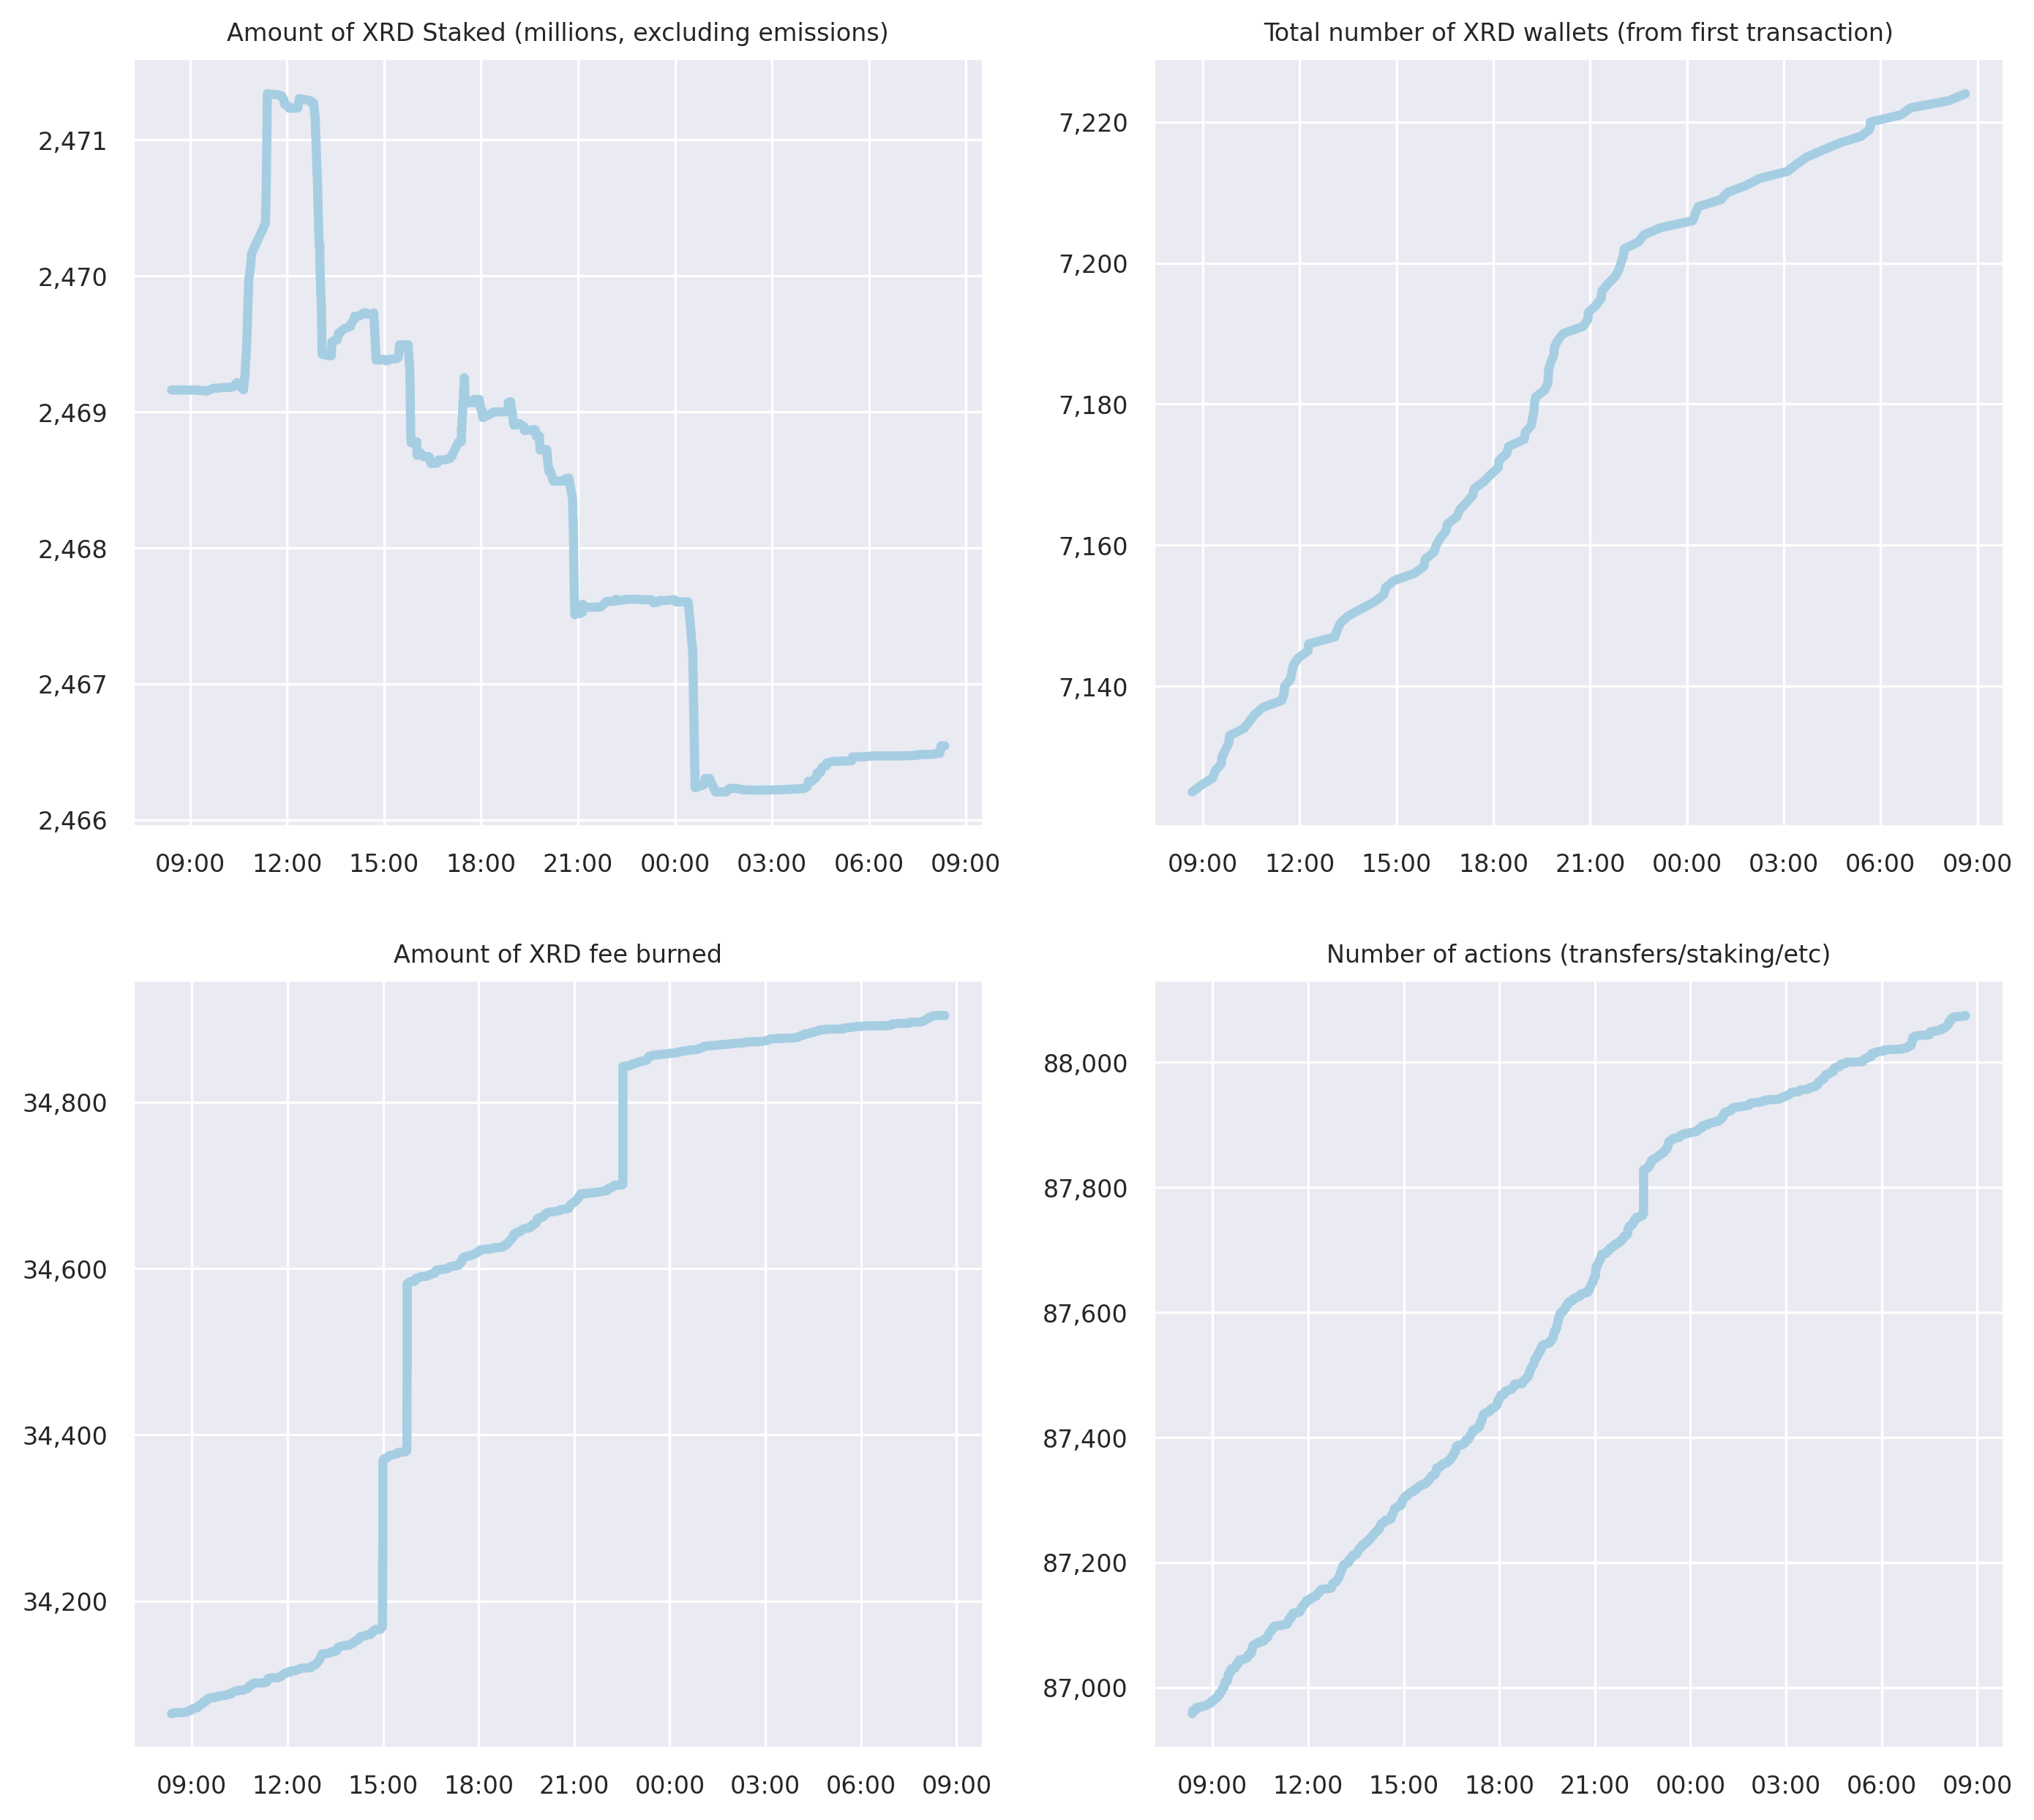 Amount of XRD Staked (millions, excluding emissions)
2,471
2,470
2,469
2,468
2,467
2,466
09:00 12:00 15:00 18:00 21:00 00:00 03:00 06:00 09:00
Total number of XRD wallets (from first transaction)
7,220
7,200
7,180
7,160
7,140
09:00 12:00 15:00 18:00 21:00 00:00 03:00 06:00 09:00
Amount of XRD fee burned
34,800
34,600
34,400
34,200
09:00 12:00 15:00 18:00 21:00 00:00 03:00 06:00 09:00
Number of actions (transfers/staking/etc)
88,000
87,800
87,600
87,400
87,200
87,000
09:00 12:00 15:00 18:00 21:00 00:00 03:00 06:00 09:00